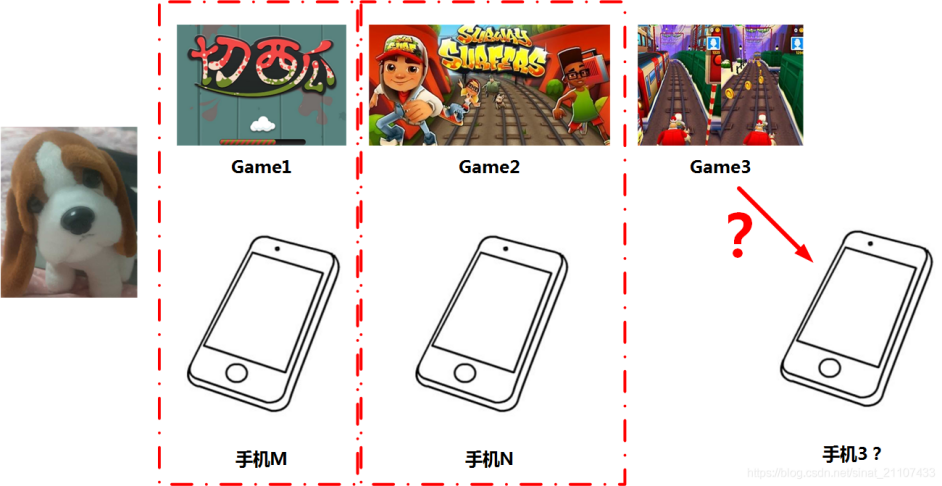 切西瓜
SUBWAY
SURFERS
Game1
Game2
Game3
?
手机M
手机N
手机3?
https://blog.csdn.net/sinat_21107433